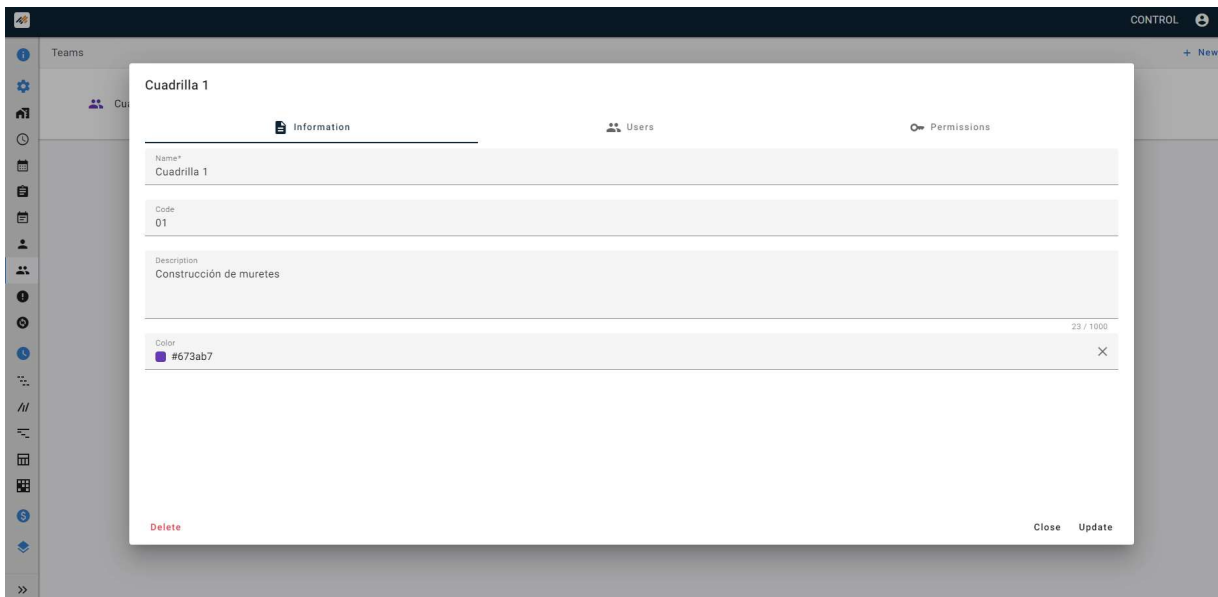 CONTROL
Teams
+ New
Cuadrilla 1
Information
Users
Permissions
Name*
Cuadrilla 1
Code
01
Description
Construcción de muretes
23 / 1000
Color
#673ab7
Delete
Close
Update